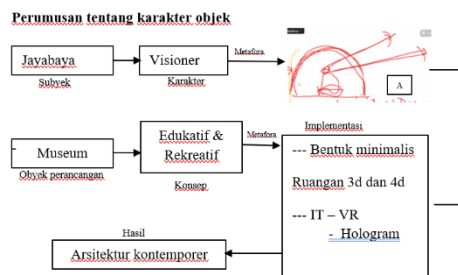 Perumusan tentang karakter objek
Jayabaya
Subyek
Visioner
Karakter
Metafora
A
Museum
Obyek perancangan
Edukatif &
Rekreatif
Konsep
Metafora
Implementasi
--- Bentuk minimalis
Ruangan 3d dan 4d
--- IT – VR
- Hologram
Hasil
Arsitektur kontemporer